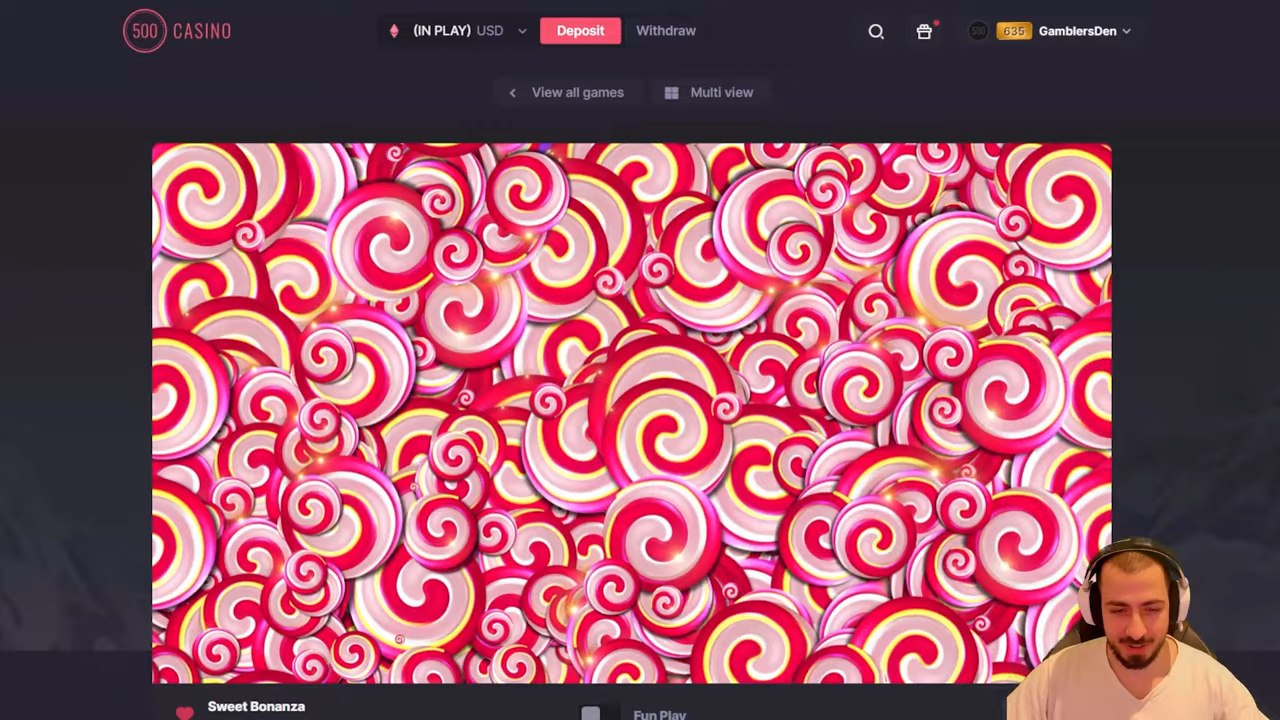 500 CASINO
(IN PLAY) USD
Deposit
Withdraw
635
GamblersDen
View all games
Multi view
Sweet Bonanza
Fun Play